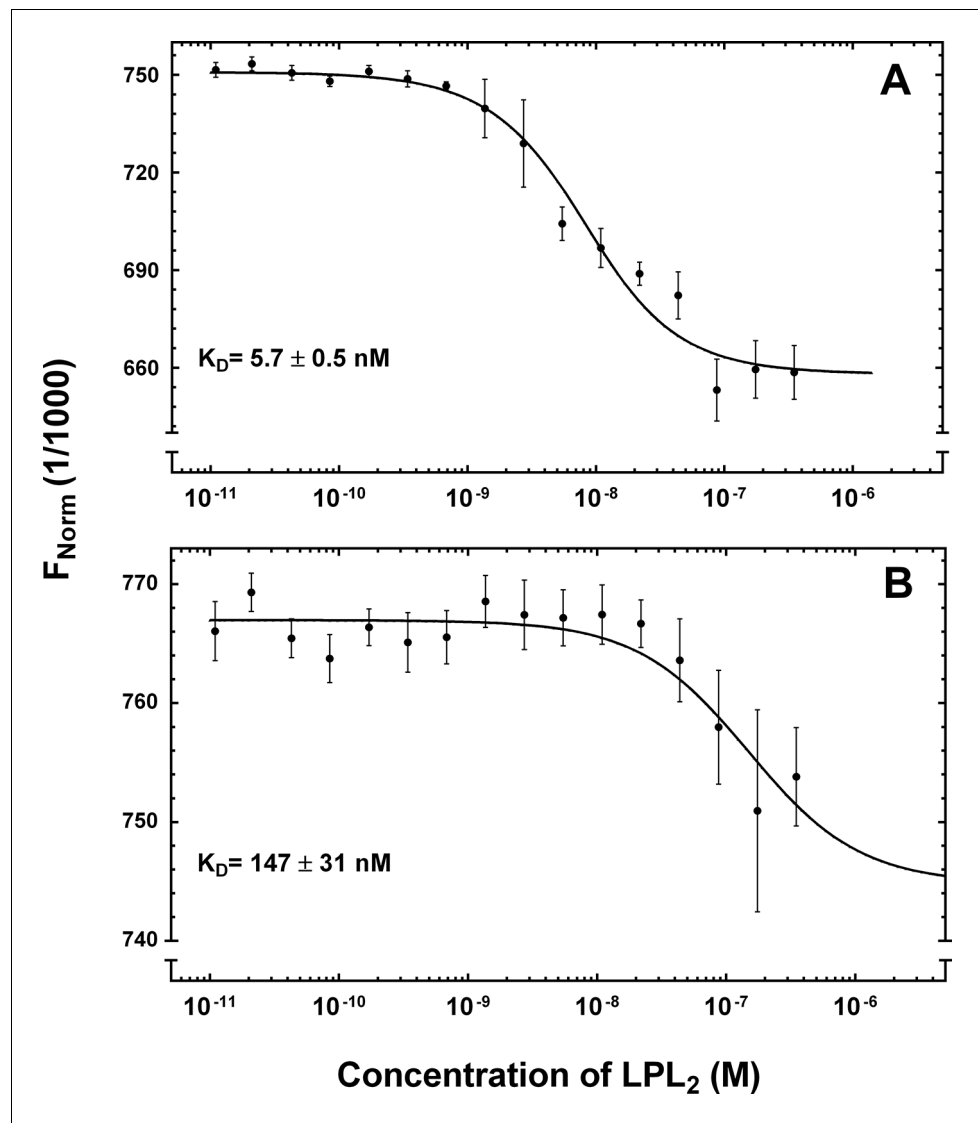 A
750
720
690
660
K_D= 5.7 ± 0.5 nM
10⁻¹¹ 10⁻¹⁰ 10⁻⁹ 10⁻⁸ 10⁻⁷ 10⁻⁶
F_Norm (1/1000)
B
770
760
750
740
K_D= 147 ± 31 nM
10⁻¹¹ 10⁻¹⁰ 10⁻⁹ 10⁻⁸ 10⁻⁷ 10⁻⁶
Concentration of LPL₂ (M)